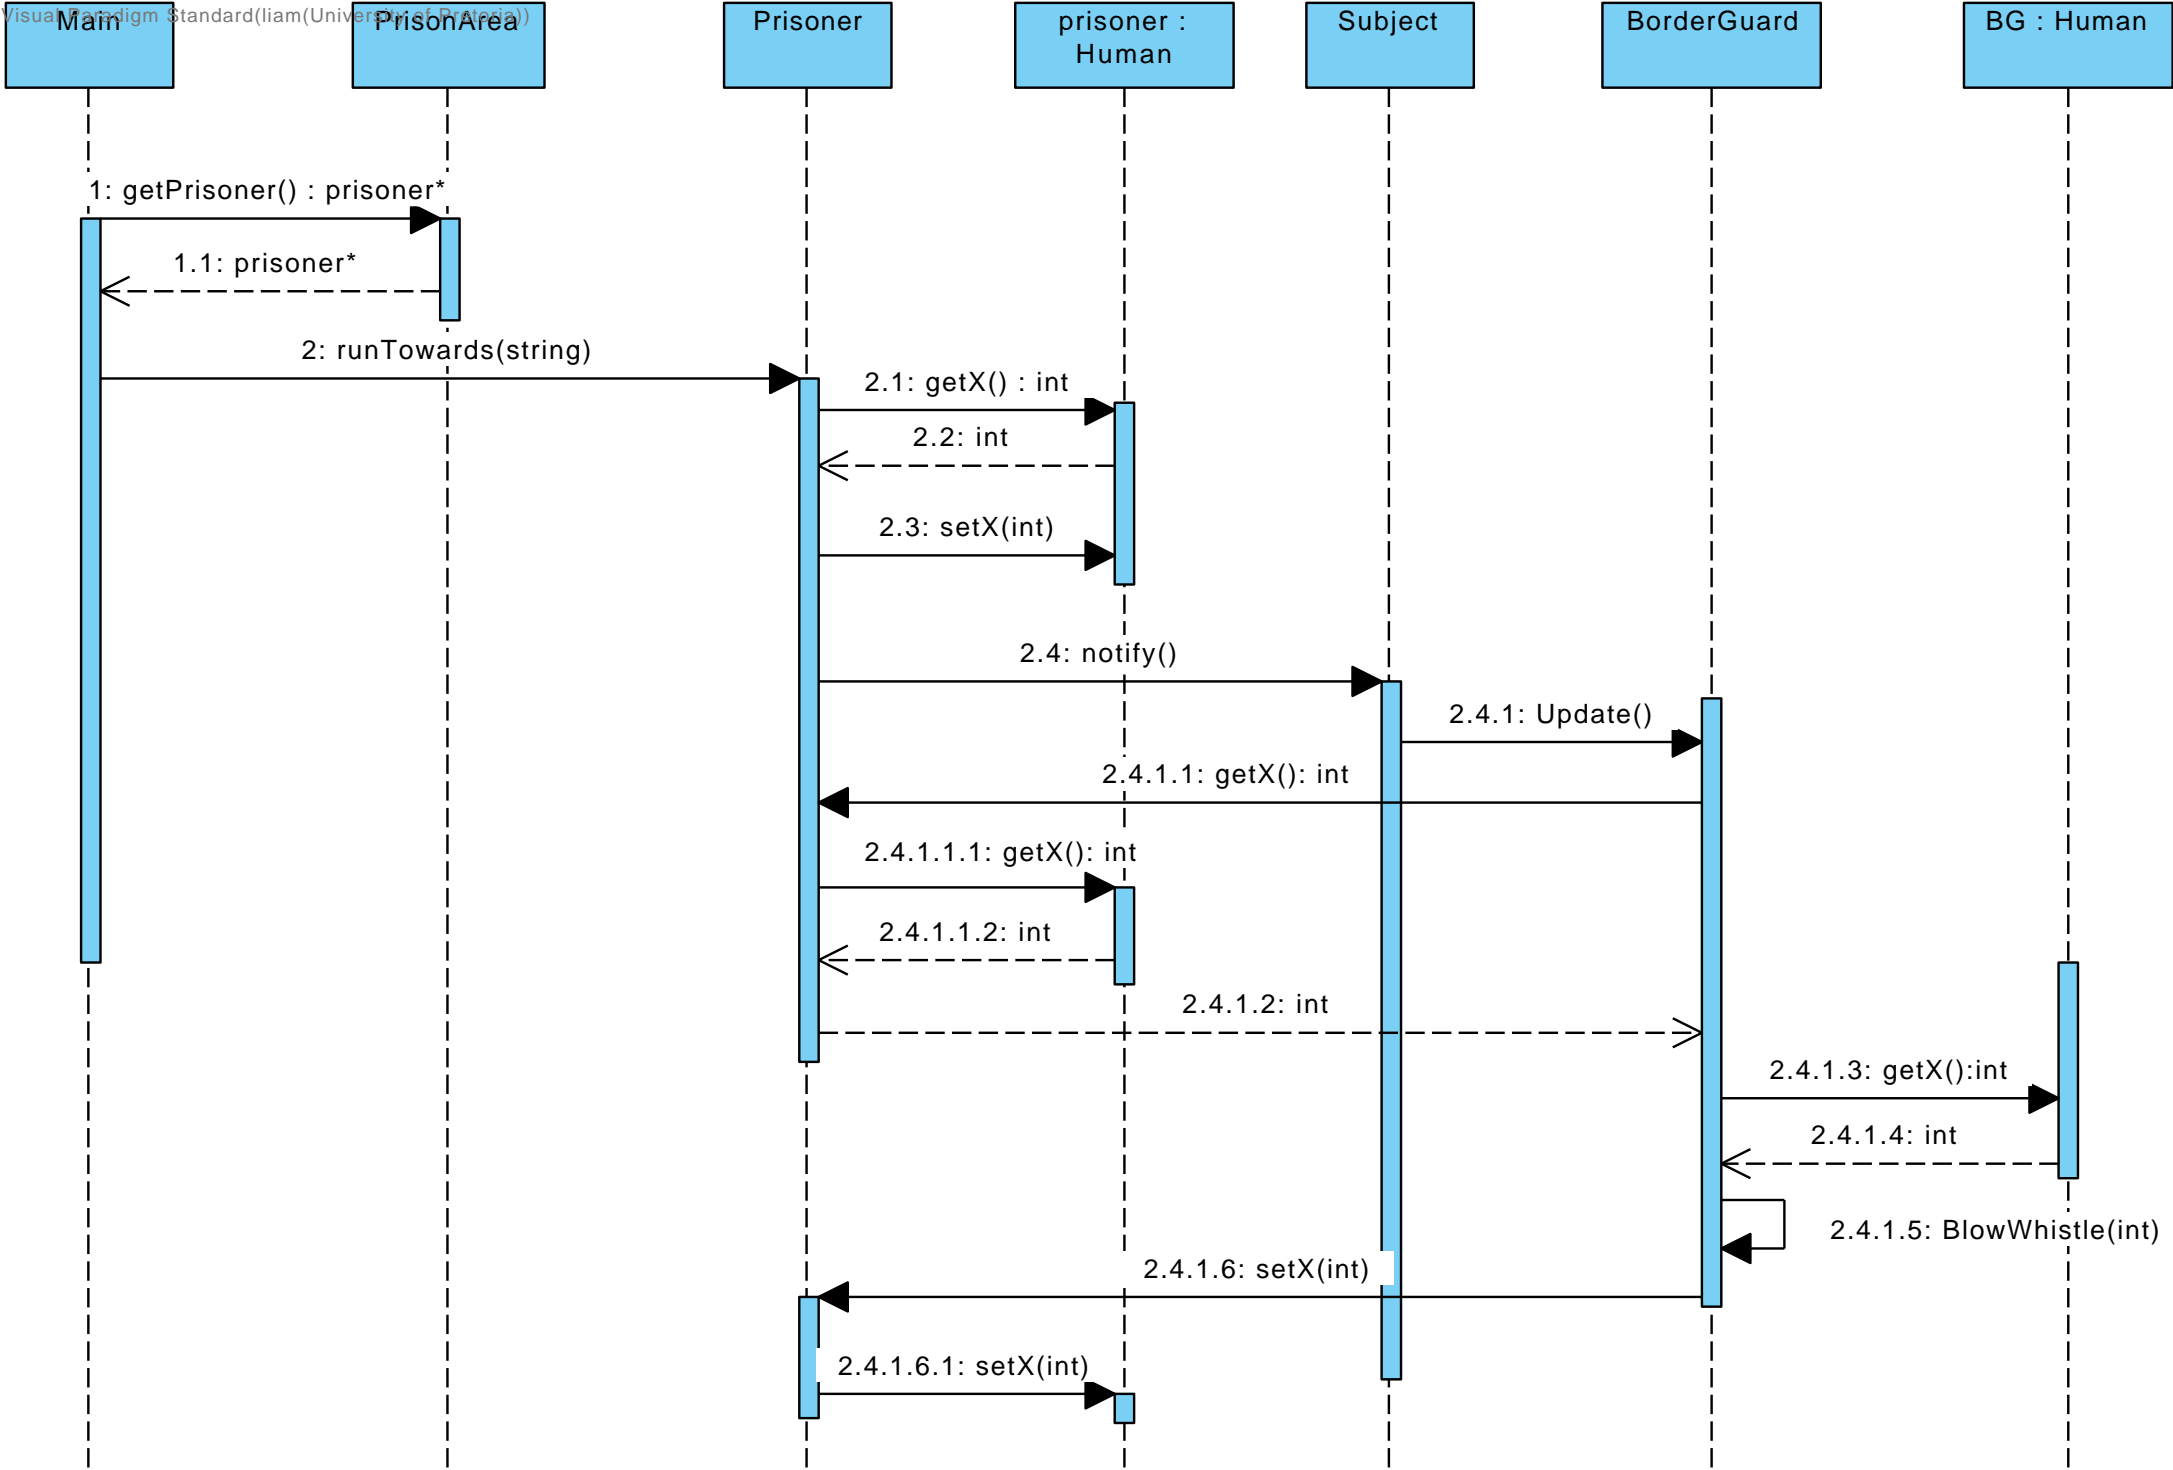 Visual Paradigm Standard(liam(University of Pretoria))
Main
PrisonArea
Prisoner
prisoner :
Human
Subject
BorderGuard
BG : Human
1: getPrisoner() : prisoner*
1.1: prisoner*
2: runTowards(string)
2.1: getX() : int
2.2: int
2.3: setX(int)
2.4: notify()
2.4.1: Update()
2.4.1.1: getX(): int
2.4.1.1.1: getX(): int
2.4.1.1.2: int
2.4.1.2: int
2.4.1.3: getX():int
2.4.1.4: int
2.4.1.5: BlowWhistle(int)
2.4.1.6: setX(int)
2.4.1.6.1: setX(int)